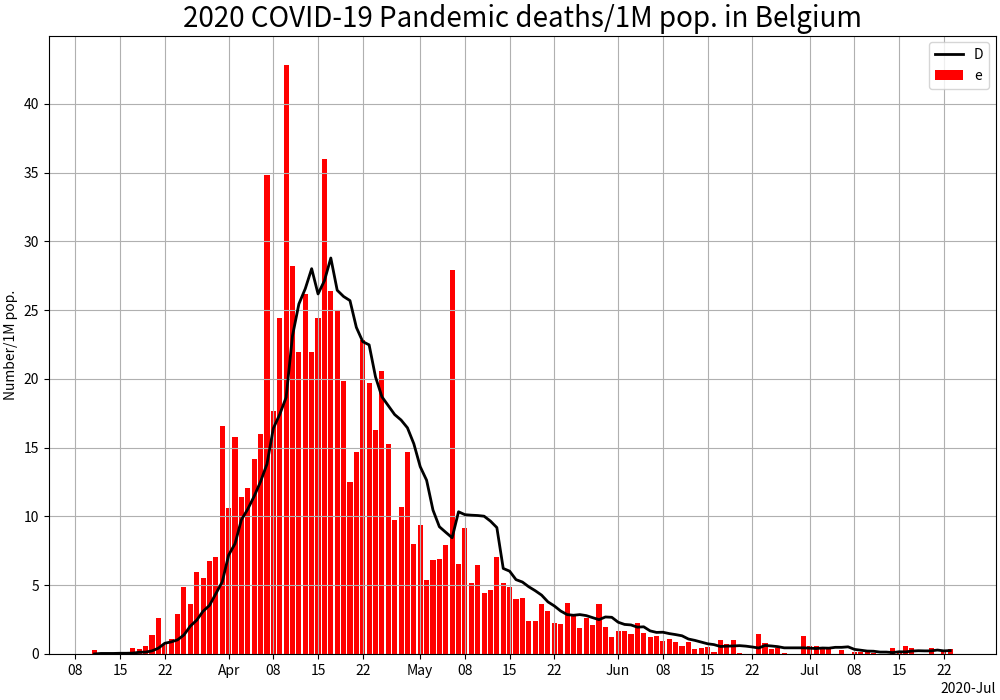 2020 COVID-19 Pandemic deaths/1M pop. in Belgium
D
e
Number/1M pop.
40
35
30
25
20
15
10
5
0
08 15 22 Apr 08 15 22 May 08 15 22 Jun 08 15 22 Jul 08 15 22
2020-Jul